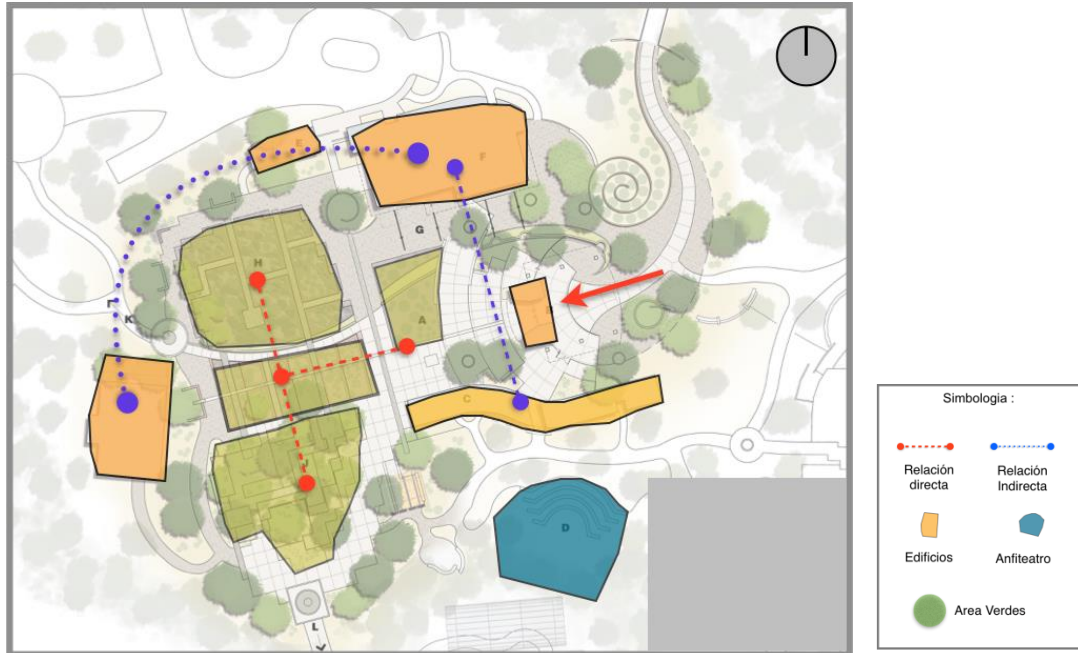 E
F
G
H
A
K
C
J
D
L
Simbologia :
Relación
directa
Relación
Indirecta
Edificios
Anfiteatro
Area Verdes